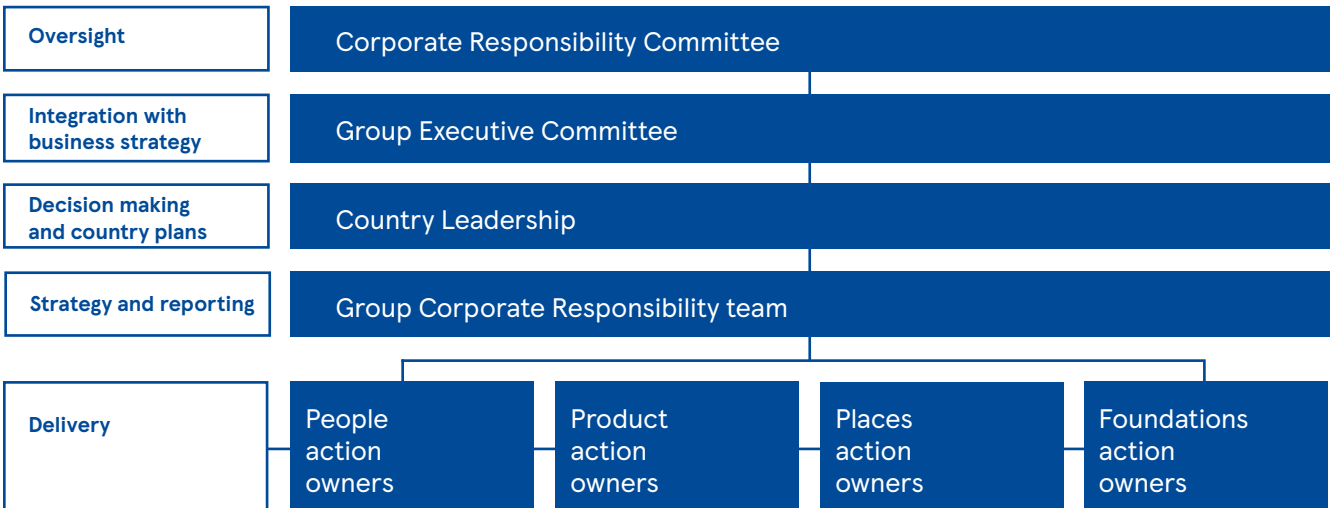 Oversight
Corporate Responsibility Committee
Integration with
business strategy
Group Executive Committee
Decision making
and country plans
Country Leadership
Strategy and reporting
Group Corporate Responsibility team
Delivery
People
action
owners
Product
action
owners
Places
action
owners
Foundations
action
owners